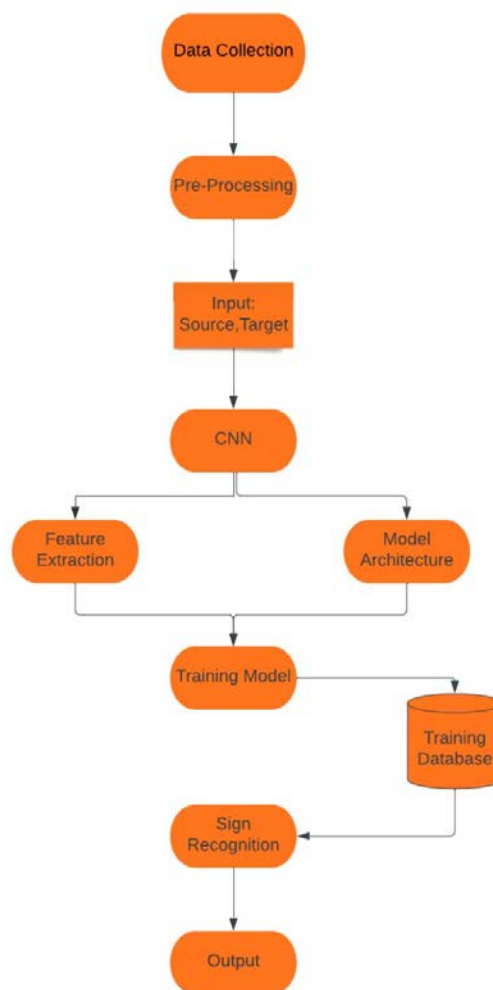 Data Collection
Pre-Processing
Input:
Source,Target
CNN
Feature
Extraction
Model
Architecture
Training Model
Training
Database
Sign
Recognition
Output